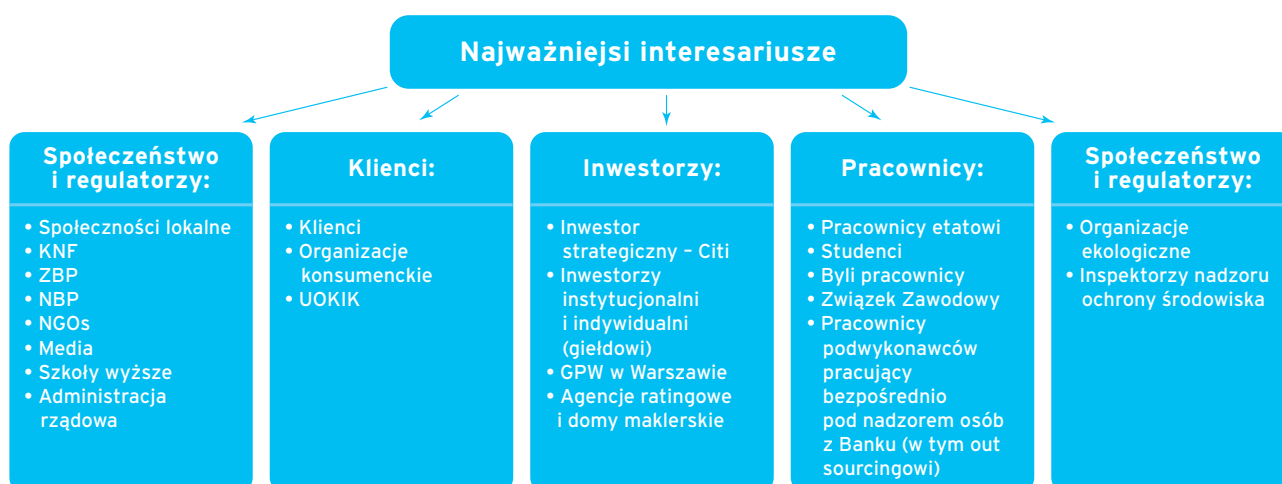 Najważniejsi interesariusze
Społeczeństwo
i regulatorzy:
• Społeczności lokalne
• KNF
• ZBP
• NBP
• NGOs
• Media
• Szkoły wyższe
• Administracja
rządowa
Klienci:
• Klienci
• Organizacje
konsumenckie
• UOKIK
Inwestorzy:
• Inwestor
strategiczny – Citi
• Inwestorzy
instytucjonalni
i indywidualni
(giełdowi)
• GPW w Warszawie
• Agencje ratingowe
i domy maklerskie
Pracownicy:
• Pracownicy etatowi
• Studenci
• Byli pracownicy
• Związek Zawodowy
• Pracownicy
podwykonawców
pracujący
bezpośrednio
pod nadzorem osób
z Banku (w tym out
sourcingowi)
Społeczeństwo
i regulatorzy:
• Organizacje
ekologiczne
• Inspektorzy nadzoru
ochrony środowiska